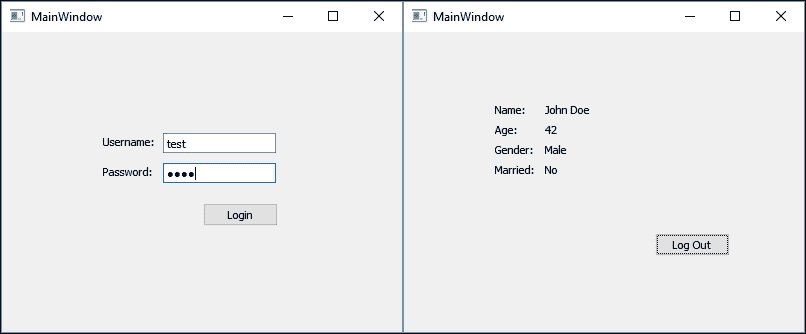 MainWindow
Username: test
Password: ●●●●
Login
MainWindow
Name: John Doe
Age: 42
Gender: Male
Married: No
Log Out